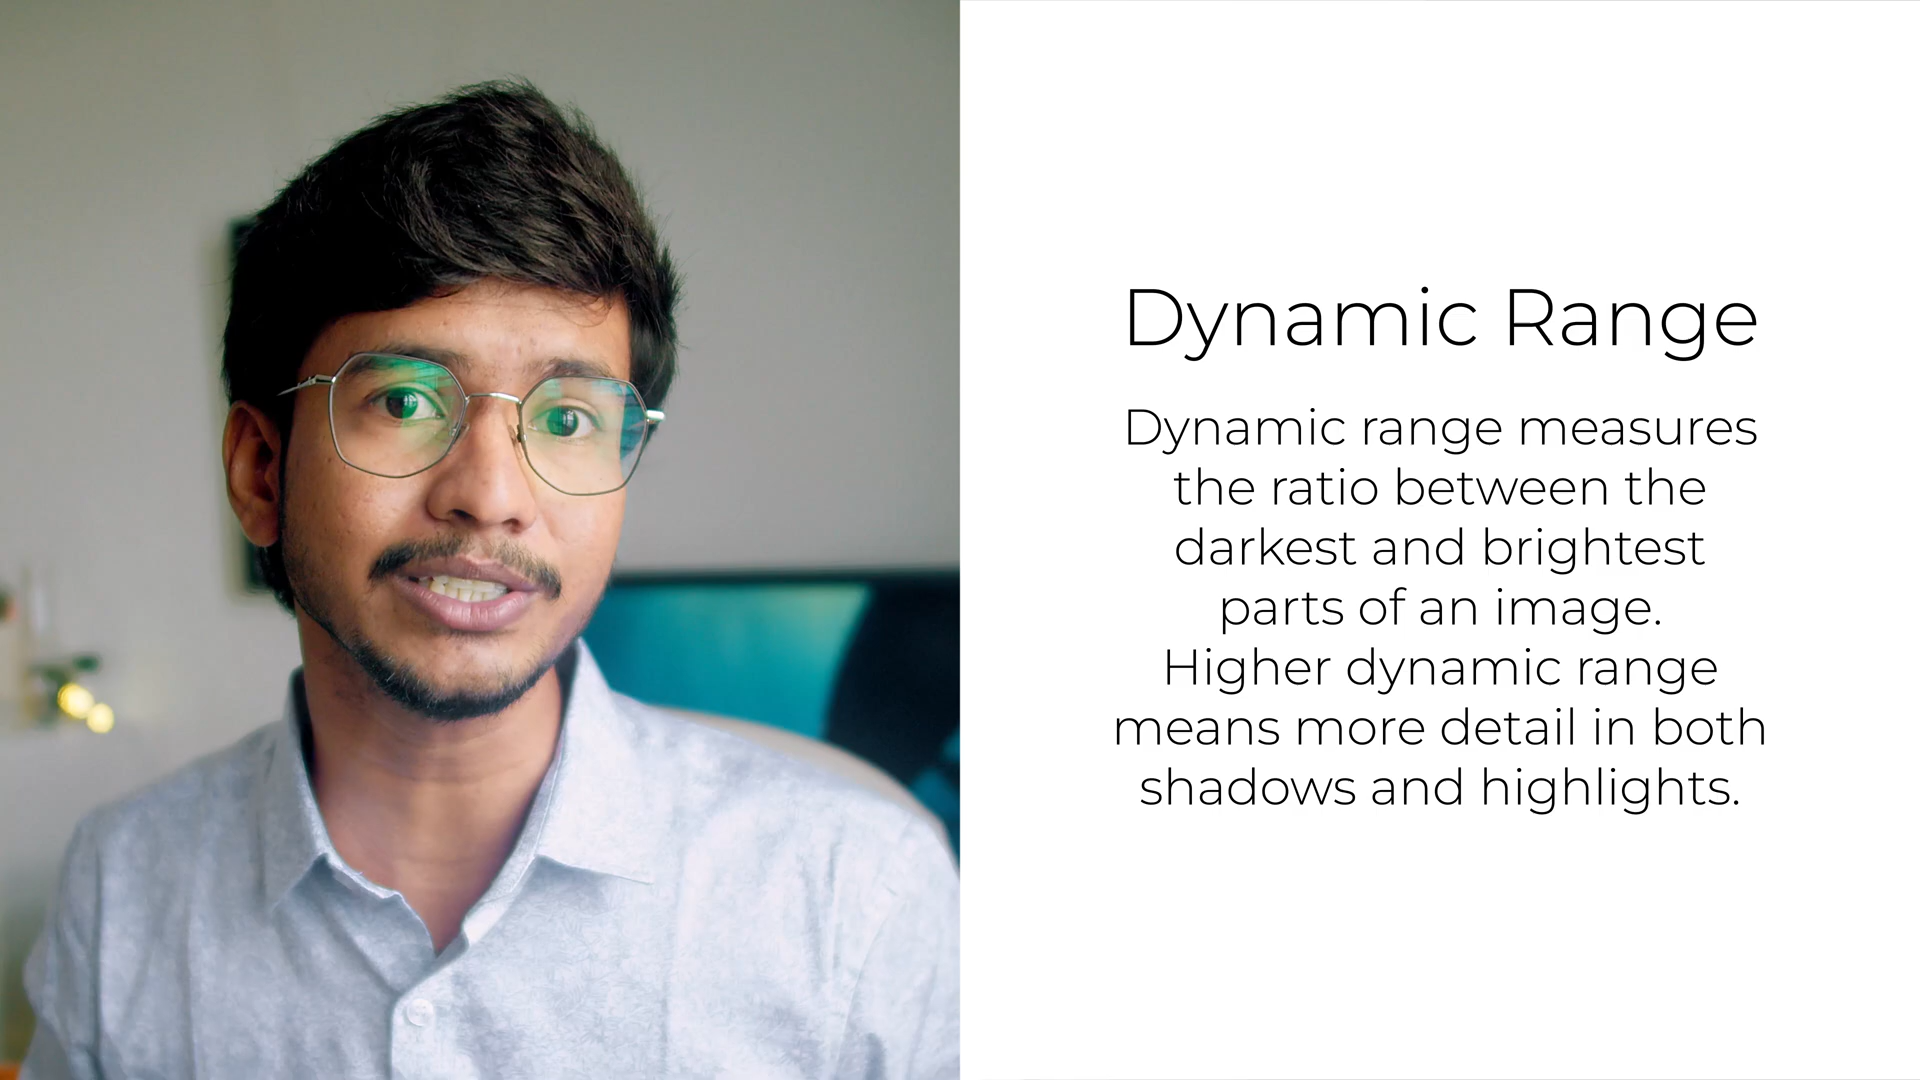 Dynamic Range
Dynamic range measures
the ratio between the
darkest and brightest
parts of an image.
Higher dynamic range
means more detail in both
shadows and highlights.